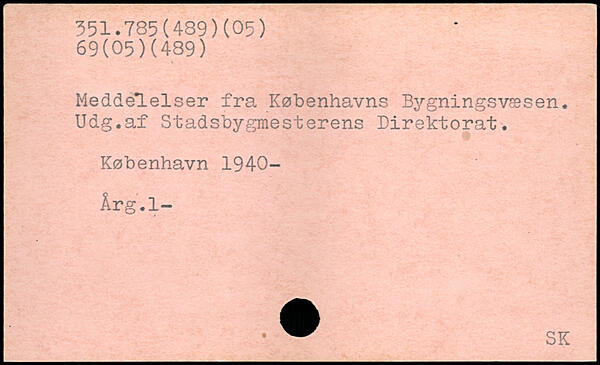 351.785(489)(05)
69(05)(489)
Meddelelser fra Københavns Bygningsvæsen.
Udg.af Stadsbygmesterens Direktorat.
København 1940-
Årg.1-
SK